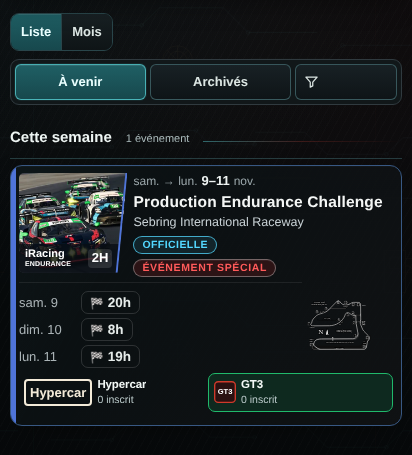 Liste Mois
À venir Archivés
Cette semaine 1 événement
sam. → lun. 9–11 nov.
Production Endurance Challenge
Sebring International Raceway
OFFICIELLE
ÉVÉNEMENT SPÉCIAL
iRacing
ENDURANCE
2H
sam. 9 20h
dim. 10 8h
lun. 11 19h
N
Hypercar Hypercar
0 inscrit
GT3 GT3
0 inscrit